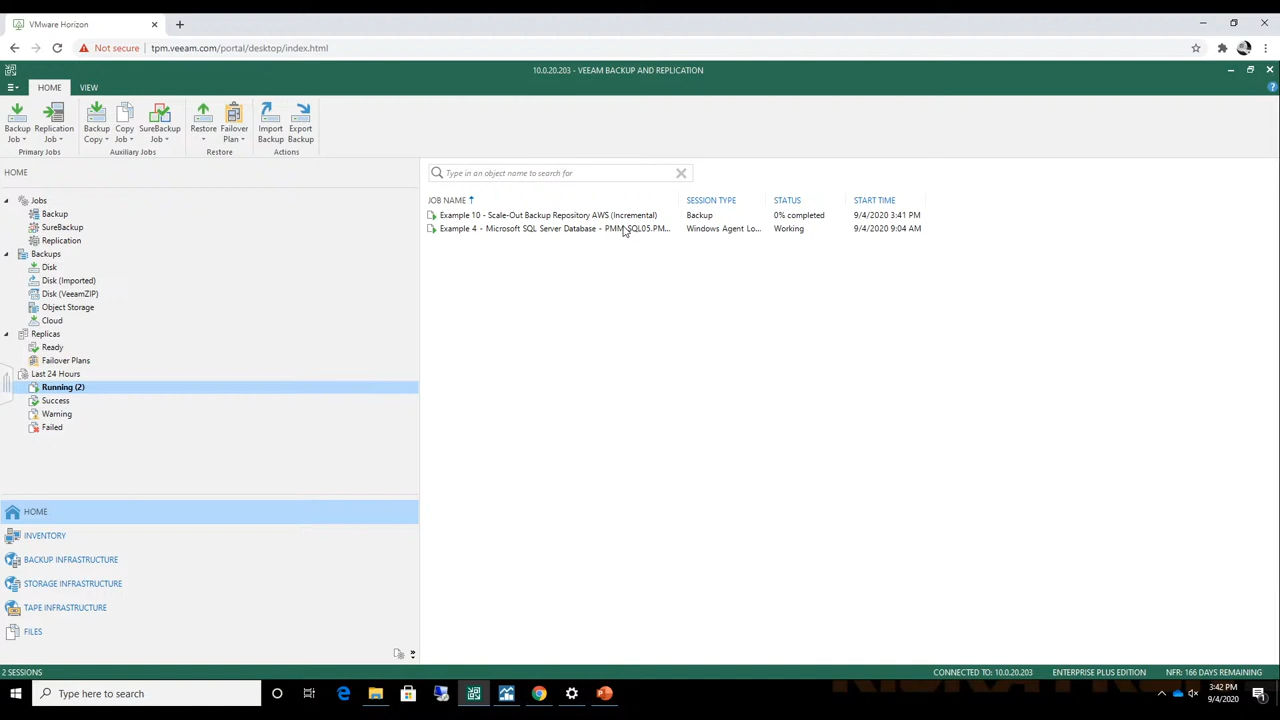 VMware Horizon
Not secure
tpm.veeam.com/portal/desktop/index.html
10.0.20.203 - VEEAM BACKUP AND REPLICATION
HOME
VIEW
Backup Job
Replication Job
Backup Copy
Copy Job
SureBackup Job
Restore
Failover Plan
Import Backup
Export Backup
Primary Jobs
Auxiliary Jobs
Restore
Actions
HOME
Type in an object name to search for
Jobs
Backup
SureBackup
Replication
Backups
Disk
Disk (Imported)
Disk (VeeamZIP)
Object Storage
Cloud
Replicas
Ready
Failover Plans
Last 24 Hours
Running (2)
Success
Warning
Failed
JOB NAME SESSION TYPE STATUS START TIME
Example 10 - Scale-Out Backup Repository AWS (Incremental) Backup 0% completed 9/4/2020 3:41 PM
Example 4 - Microsoft SQL Server Database - PMM-SQL05.PM... Windows Agent Lo... Working 9/4/2020 9:04 AM
HOME
INVENTORY
BACKUP INFRASTRUCTURE
STORAGE INFRASTRUCTURE
TAPE INFRASTRUCTURE
FILES
2 SESSIONS
CONNECTED TO: 10.0.20.203
ENTERPRISE PLUS EDITION
NFR: 166 DAYS REMAINING
Type here to search
3:42 PM
9/4/2020